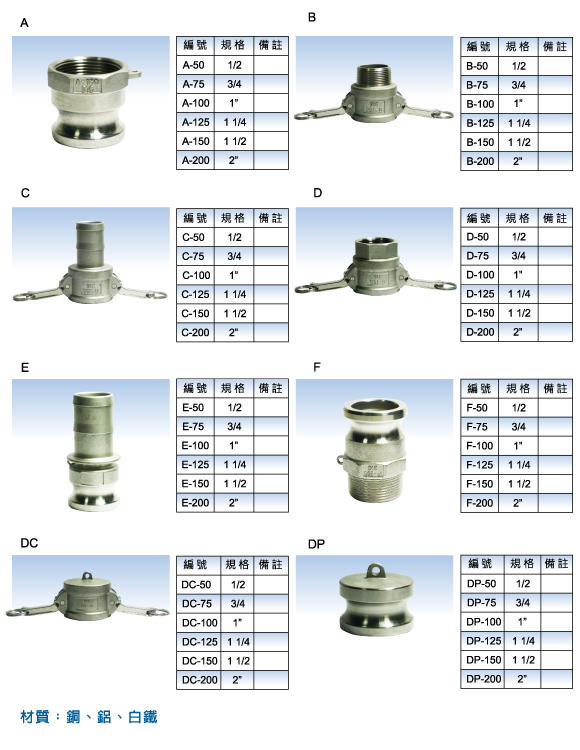 A
編號 規格 備註
A-50 1/2
A-75 3/4
A-100 1”
A-125 1 1/4
A-150 1 1/2
A-200 2”
B
編號 規格 備註
B-50 1/2
B-75 3/4
B-100 1”
B-125 1 1/4
B-150 1 1/2
B-200 2”
C
編號 規格 備註
C-50 1/2
C-75 3/4
C-100 1”
C-125 1 1/4
C-150 1 1/2
C-200 2”
D
編號 規格 備註
D-50 1/2
D-75 3/4
D-100 1”
D-125 1 1/4
D-150 1 1/2
D-200 2”
E
編號 規格 備註
E-50 1/2
E-75 3/4
E-100 1”
E-125 1 1/4
E-150 1 1/2
E-200 2”
F
編號 規格 備註
F-50 1/2
F-75 3/4
F-100 1”
F-125 1 1/4
F-150 1 1/2
F-200 2”
DC
編號 規格 備註
DC-50 1/2
DC-75 3/4
DC-100 1”
DC-125 1 1/4
DC-150 1 1/2
DC-200 2”
DP
編號 規格 備註
DP-50 1/2
DP-75 3/4
DP-100 1”
DP-125 1 1/4
DP-150 1 1/2
DP-200 2”
材質：銅、鋁、白鐵